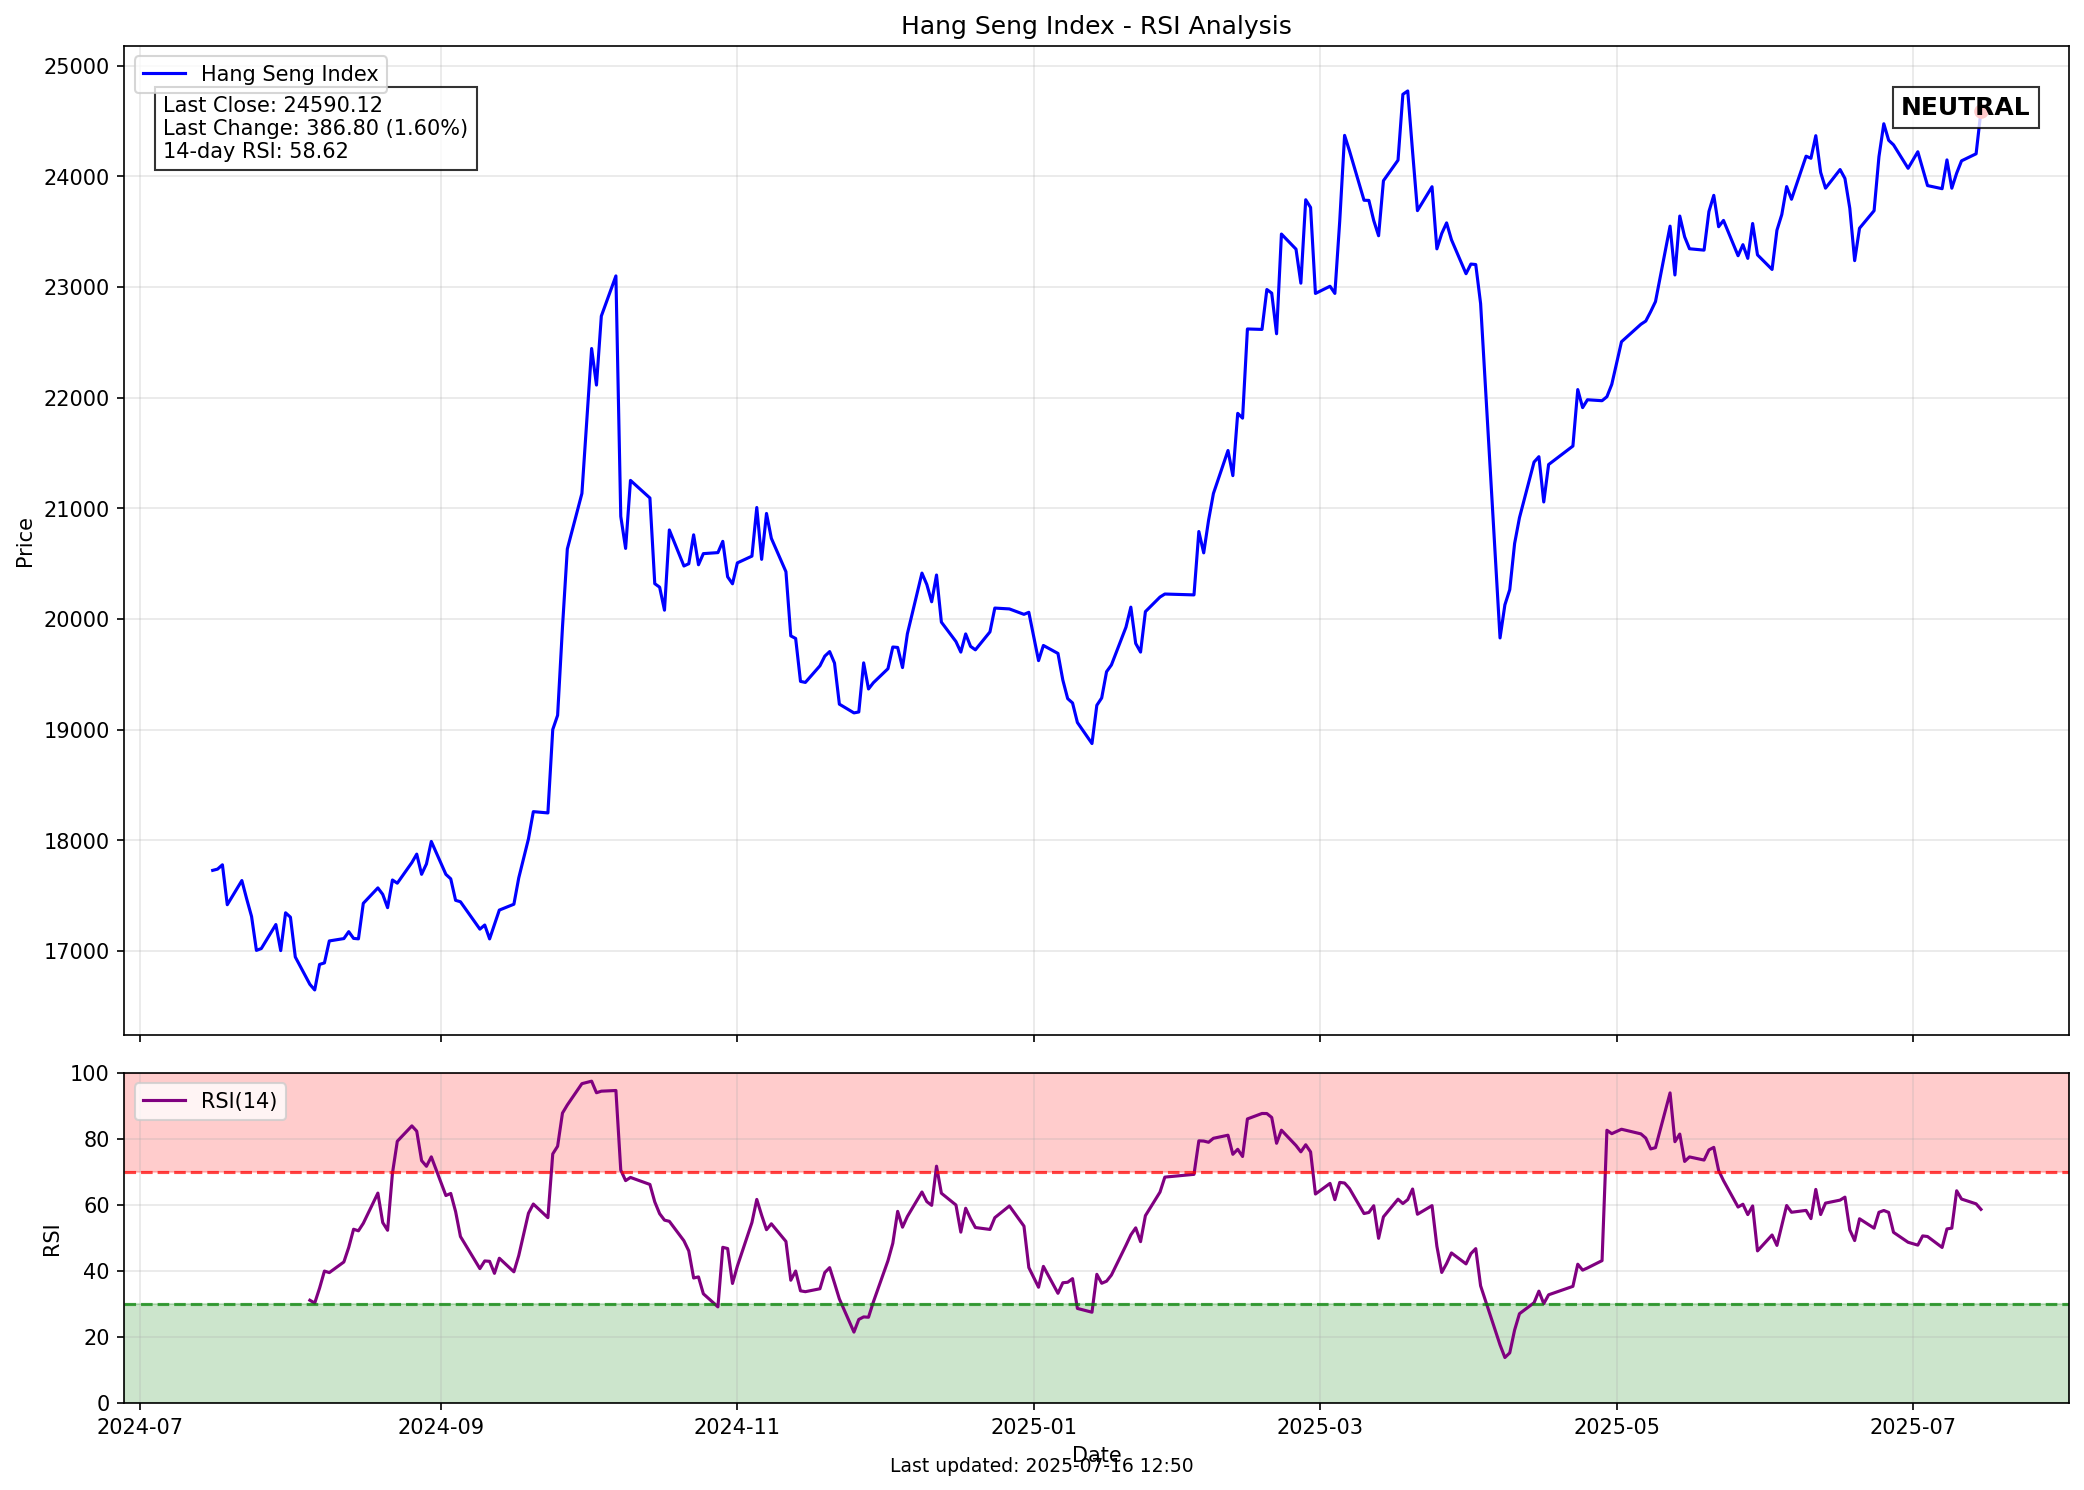 Hang Seng Index - RSI Analysis
Hang Seng Index
Last Close: 24590.12
Last Change: 386.80 (1.60%)
14-day RSI: 58.62
NEUTRAL
Price
25000
24000
23000
22000
21000
20000
19000
18000
17000
RSI(14)
RSI
100
80
60
40
20
0
2024-07
2024-09
2024-11
2025-01
2025-03
2025-05
2025-07
Date
Last updated: 2025-07-16 12:50